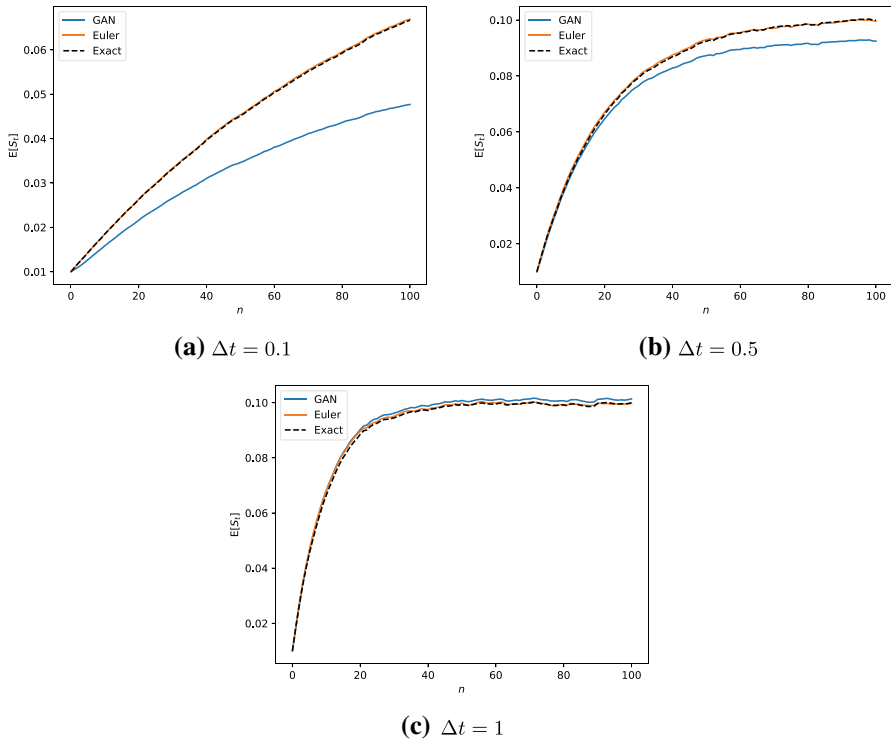 GAN
Euler
Exact
E[S_t]
0.06
0.05
0.04
0.03
0.02
0.01
0 20 40 60 80 100
n
(a) Δt = 0.1
GAN
Euler
Exact
E[S_t]
0.10
0.08
0.06
0.04
0.02
0 20 40 60 80 100
n
(b) Δt = 0.5
GAN
Euler
Exact
E[S_t]
0.10
0.08
0.06
0.04
0.02
0 20 40 60 80 100
n
(c) Δt = 1